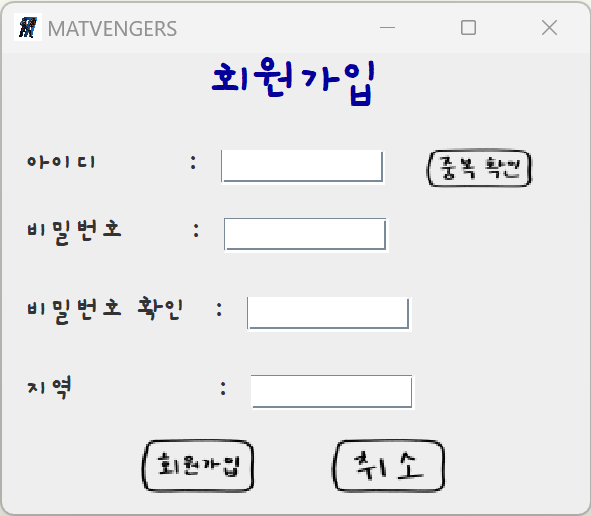 MATVENGERS
회원가입
아이디 : 중복 확인
비밀번호 :
비밀번호 확인 :
지역 :
회원가입 취소